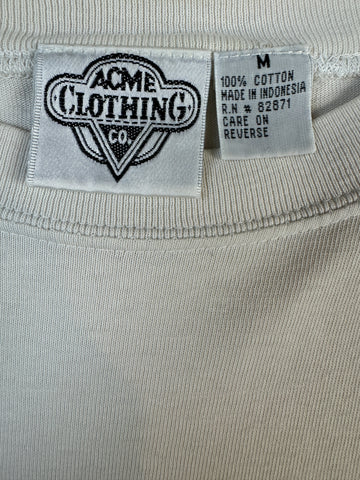 ACME
CLOTHING
CO
M
100% COTTON
MADE IN INDONESIA
R.N # 82871
CARE ON
REVERSE